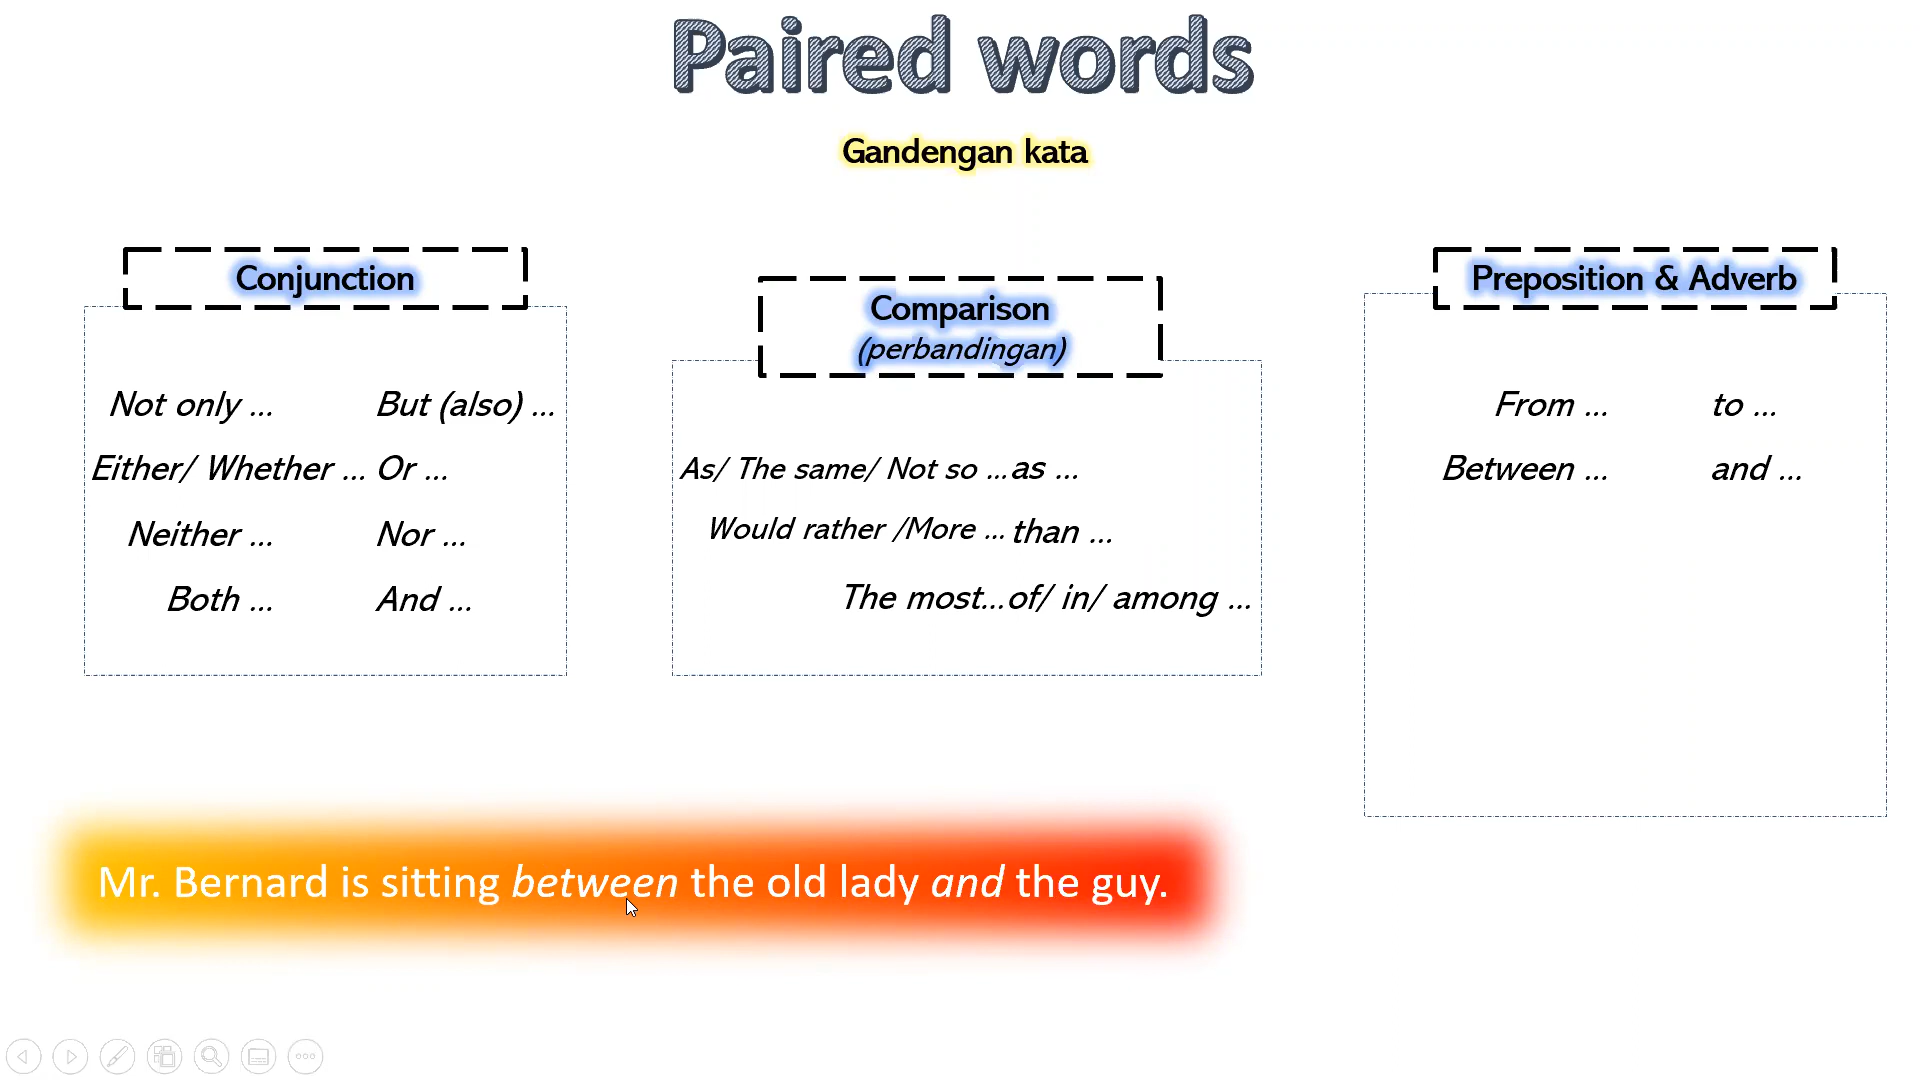 Paired words
Gandengan kata
Conjunction
Not only ... But (also) ...
Either/ Whether ... Or ...
Neither ... Nor ...
Both ... And ...
Comparison
(perbandingan)
As/ The same/ Not so ... as ...
Would rather /More ... than ...
The most... of/ in/ among ...
Preposition & Adverb
From ... to ...
Between ... and ...
Mr. Bernard is sitting between the old lady and the guy.